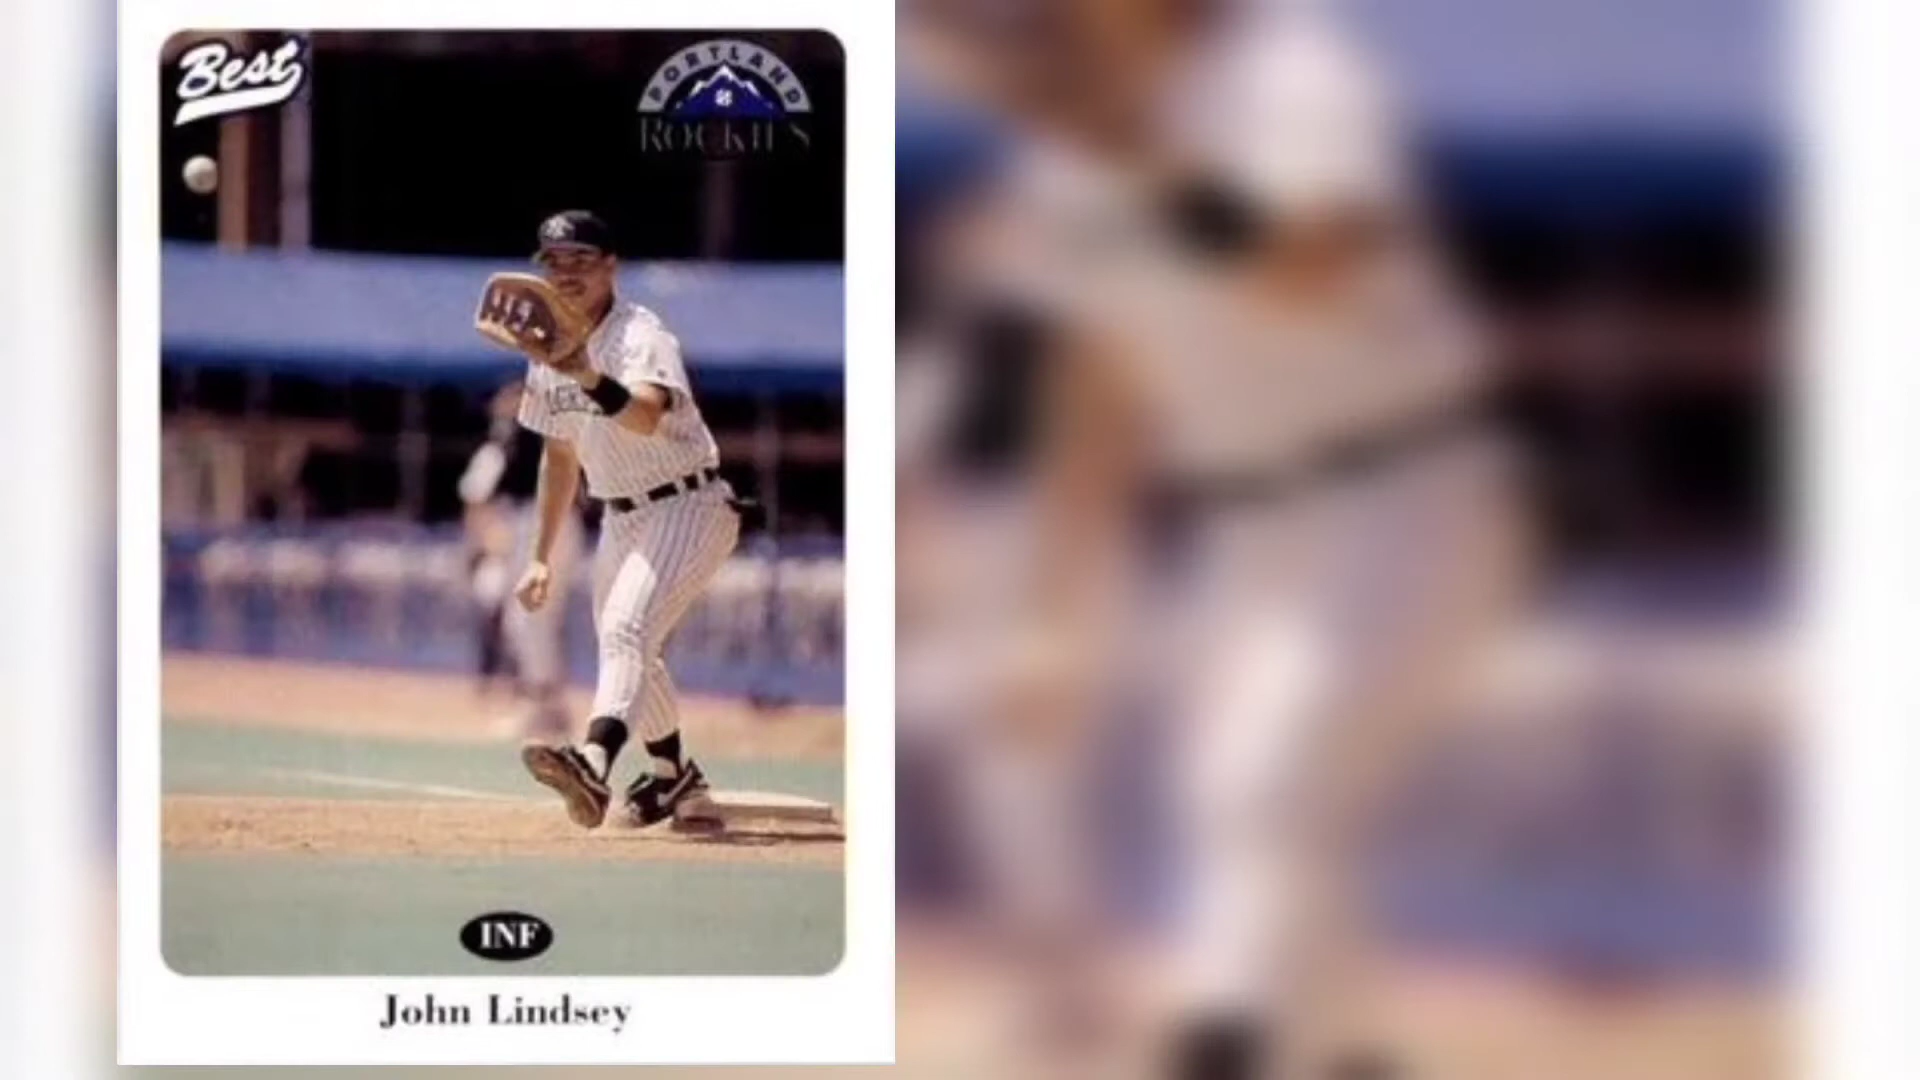 Best
PORTLAND
ROCKIES
INF
John Lindsey